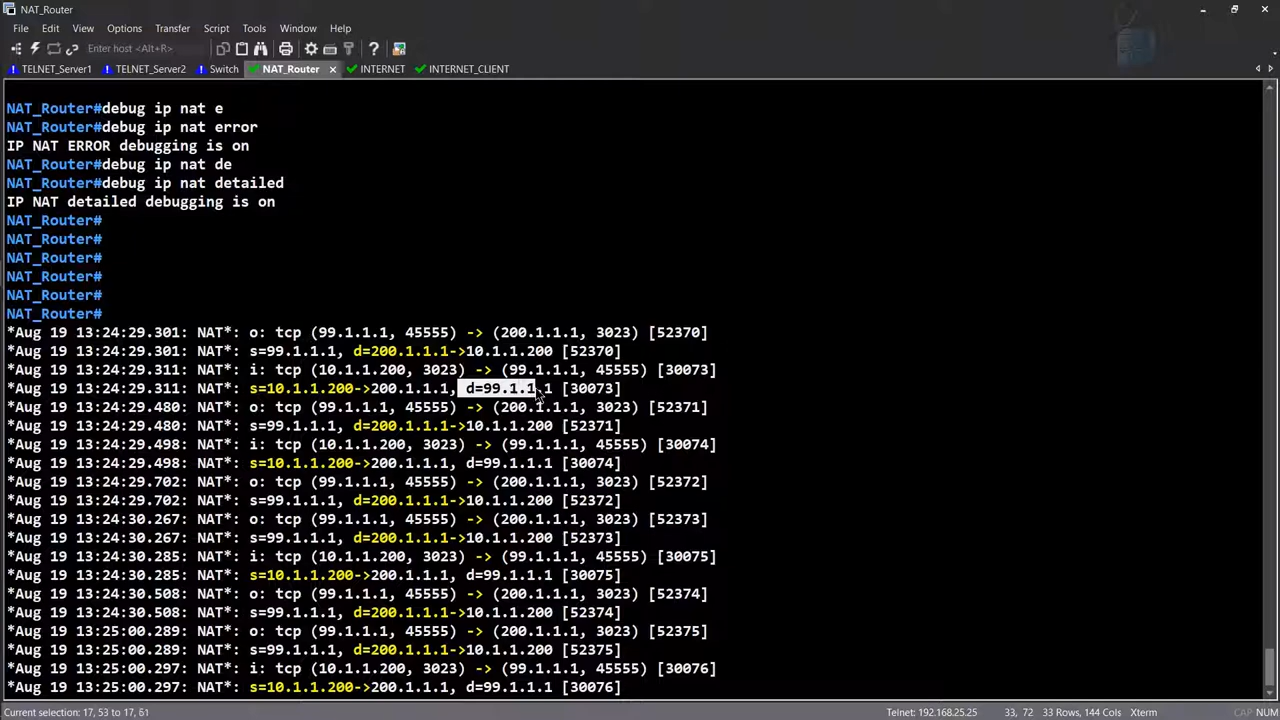 NAT_Router
File Edit View Options Transfer Script Tools Window Help
Enter host <Alt+R>
TELNET_Server1 TELNET_Server2 Switch NAT_Router × INTERNET INTERNET_CLIENT
NAT_Router#debug ip nat e
NAT_Router#debug ip nat error
IP NAT ERROR debugging is on
NAT_Router#debug ip nat de
NAT_Router#debug ip nat detailed
IP NAT detailed debugging is on
NAT_Router#
NAT_Router#
NAT_Router#
NAT_Router#
NAT_Router#
NAT_Router#
*Aug 19 13:24:29.301: NAT*: o: tcp (99.1.1.1, 45555) -> (200.1.1.1, 3023) [52370]
*Aug 19 13:24:29.301: NAT*: s=99.1.1.1, d=200.1.1.1->10.1.1.200 [52370]
*Aug 19 13:24:29.311: NAT*: i: tcp (10.1.1.200, 3023) -> (99.1.1.1, 45555) [30073]
*Aug 19 13:24:29.311: NAT*: s=10.1.1.200->200.1.1.1, d=99.1.1.1 [30073]
*Aug 19 13:24:29.480: NAT*: o: tcp (99.1.1.1, 45555) -> (200.1.1.1, 3023) [52371]
*Aug 19 13:24:29.480: NAT*: s=99.1.1.1, d=200.1.1.1->10.1.1.200 [52371]
*Aug 19 13:24:29.498: NAT*: i: tcp (10.1.1.200, 3023) -> (99.1.1.1, 45555) [30074]
*Aug 19 13:24:29.498: NAT*: s=10.1.1.200->200.1.1.1, d=99.1.1.1 [30074]
*Aug 19 13:24:29.702: NAT*: o: tcp (99.1.1.1, 45555) -> (200.1.1.1, 3023) [52372]
*Aug 19 13:24:29.702: NAT*: s=99.1.1.1, d=200.1.1.1->10.1.1.200 [52372]
*Aug 19 13:24:30.267: NAT*: o: tcp (99.1.1.1, 45555) -> (200.1.1.1, 3023) [52373]
*Aug 19 13:24:30.267: NAT*: s=99.1.1.1, d=200.1.1.1->10.1.1.200 [52373]
*Aug 19 13:24:30.285: NAT*: i: tcp (10.1.1.200, 3023) -> (99.1.1.1, 45555) [30075]
*Aug 19 13:24:30.285: NAT*: s=10.1.1.200->200.1.1.1, d=99.1.1.1 [30075]
*Aug 19 13:24:30.508: NAT*: o: tcp (99.1.1.1, 45555) -> (200.1.1.1, 3023) [52374]
*Aug 19 13:24:30.508: NAT*: s=99.1.1.1, d=200.1.1.1->10.1.1.200 [52374]
*Aug 19 13:25:00.289: NAT*: o: tcp (99.1.1.1, 45555) -> (200.1.1.1, 3023) [52375]
*Aug 19 13:25:00.289: NAT*: s=99.1.1.1, d=200.1.1.1->10.1.1.200 [52375]
*Aug 19 13:25:00.297: NAT*: i: tcp (10.1.1.200, 3023) -> (99.1.1.1, 45555) [30076]
*Aug 19 13:25:00.297: NAT*: s=10.1.1.200->200.1.1.1, d=99.1.1.1 [30076]
Current selection: 17, 53 to 17, 61 Telnet: 192.168.25.25 33, 72 33 Rows, 144 Cols Xterm CAP NUM